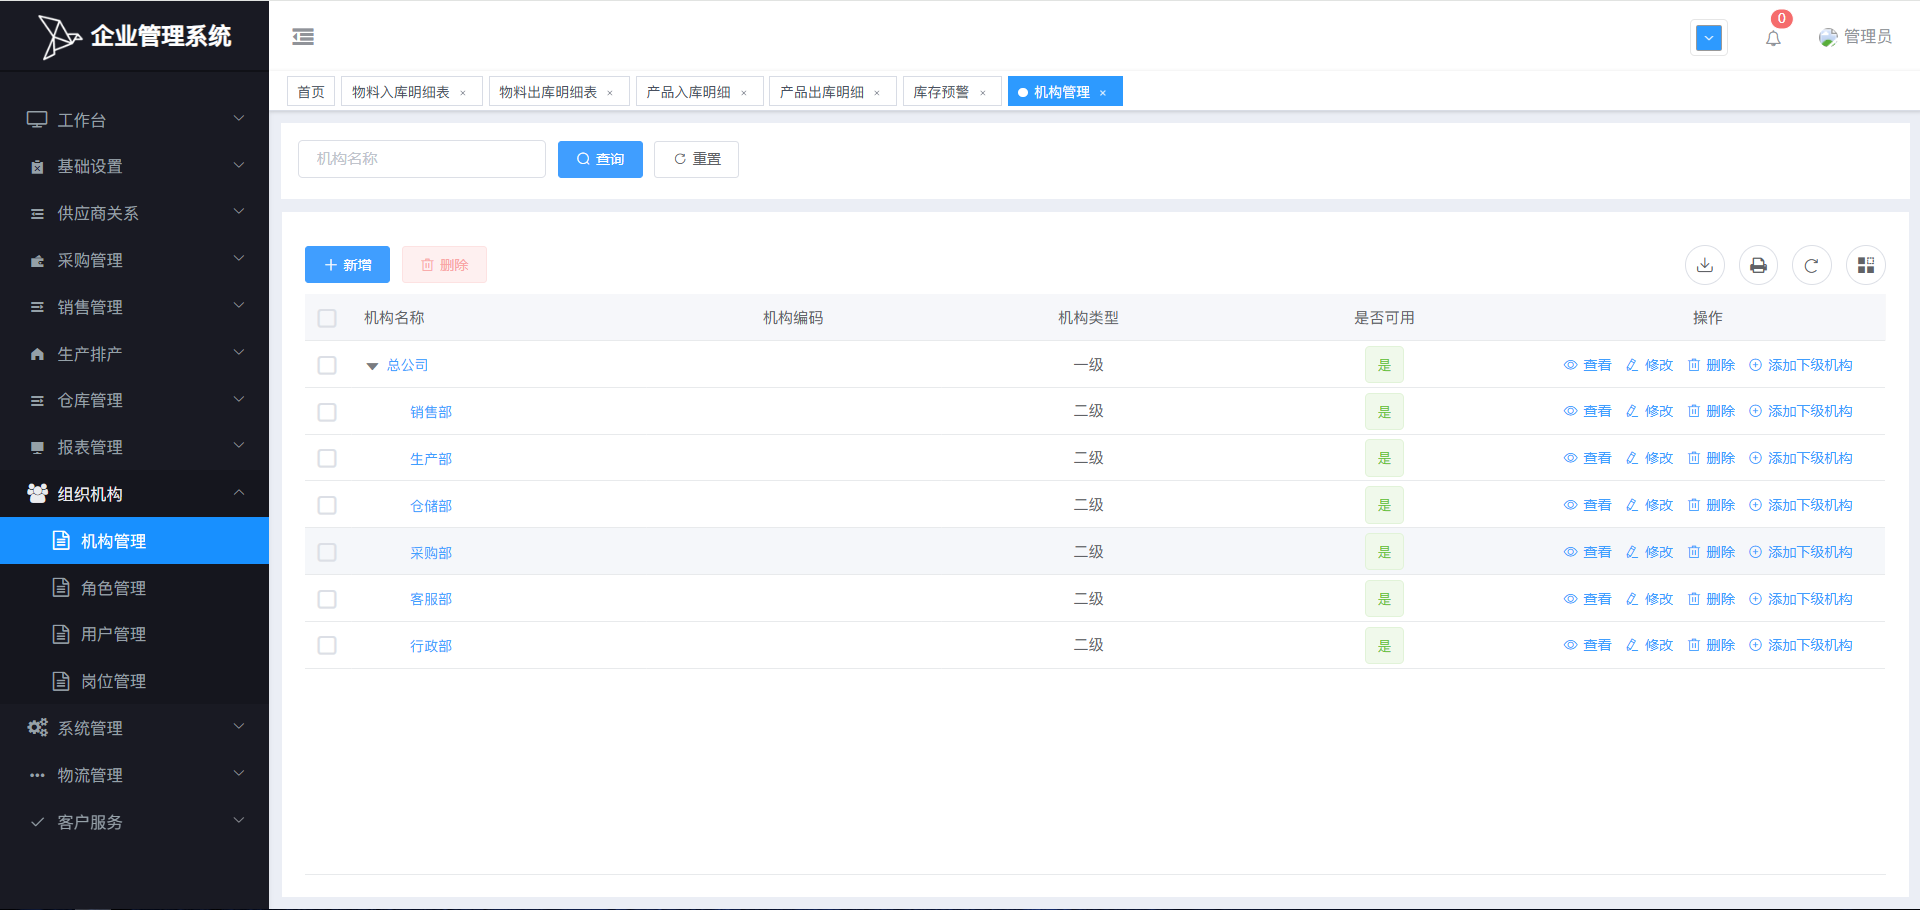 企业管理系统
0
管理员
首页
物料入库明细表 ×
物料出库明细表 ×
产品入库明细 ×
产品出库明细 ×
库存预警 ×
机构管理 ×
工作台
基础设置
供应商关系
采购管理
销售管理
生产排产
仓库管理
报表管理
组织机构
机构管理
角色管理
用户管理
岗位管理
系统管理
物流管理
客户服务
机构名称
查询
重置
新增
删除
机构名称 机构编码 机构类型 是否可用 操作
总公司 一级 是 查看 修改 删除 添加下级机构
销售部 二级 是 查看 修改 删除 添加下级机构
生产部 二级 是 查看 修改 删除 添加下级机构
仓储部 二级 是 查看 修改 删除 添加下级机构
采购部 二级 是 查看 修改 删除 添加下级机构
客服部 二级 是 查看 修改 删除 添加下级机构
行政部 二级 是 查看 修改 删除 添加下级机构